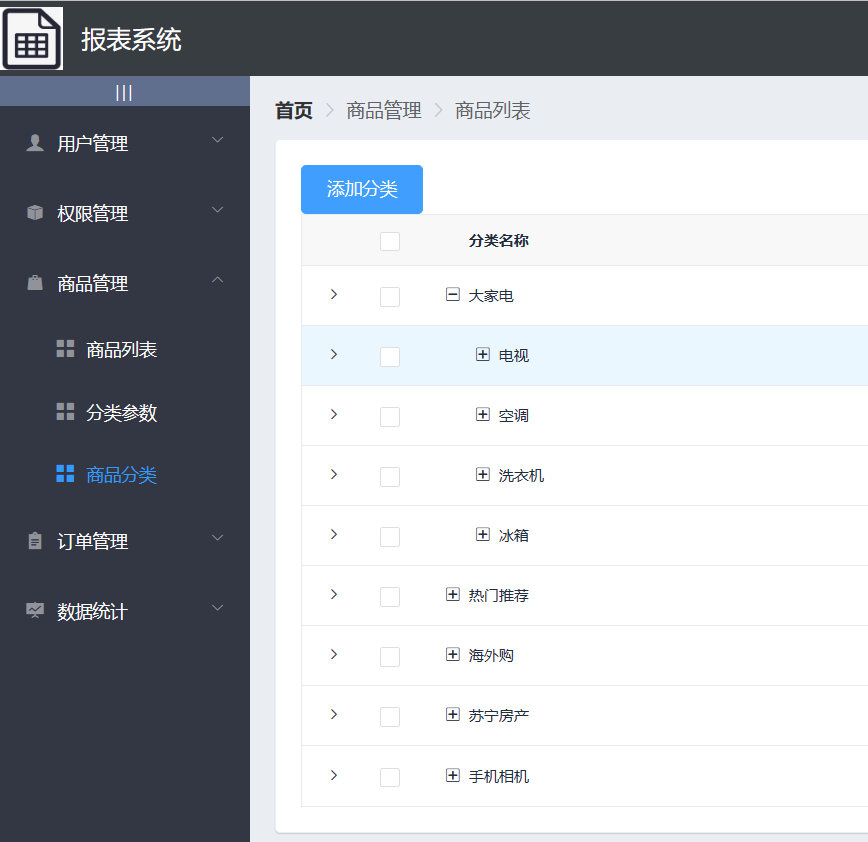 报表系统
|||
用户管理
权限管理
商品管理
商品列表
分类参数
商品分类
订单管理
数据统计
首页 > 商品管理 > 商品列表
添加分类
分类名称
大家电
电视
空调
洗衣机
冰箱
热门推荐
海外购
苏宁房产
手机相机